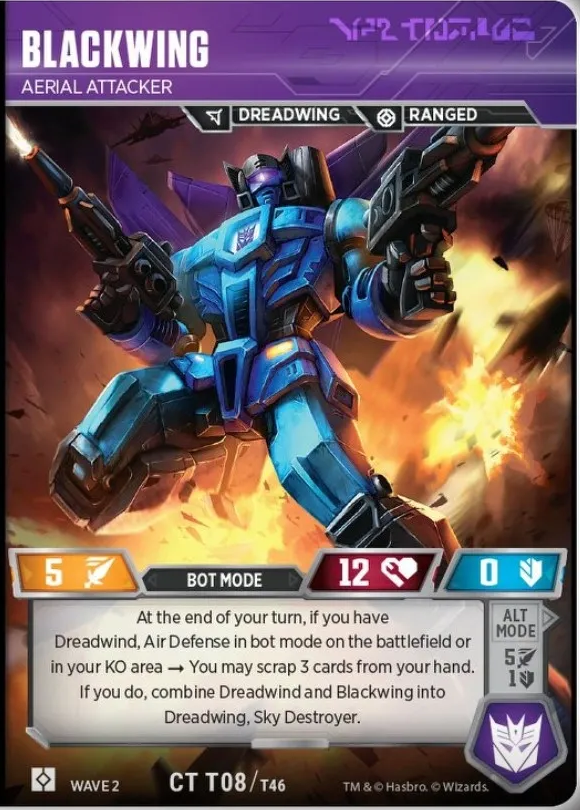 BLACKWING
AERIAL ATTACKER
DREADWING
RANGED
5
BOT MODE
12
0
At the end of your turn, if you have
Dreadwind, Air Defense in bot mode on the battlefield or
in your KO area → You may scrap 3 cards from your hand.
If you do, combine Dreadwind and Blackwing into
Dreadwing, Sky Destroyer.
ALT
MODE
5
1
WAVE 2
CT T08/T46
TM & © Hasbro. © Wizards.